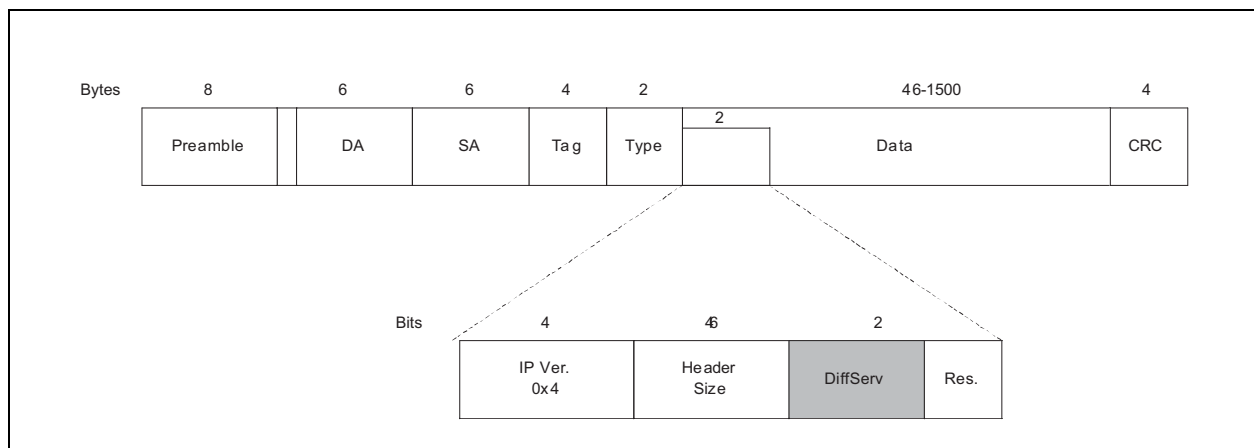 Bytes 8 6 6 4 2 46-1500 4
2
Preamble DA SA Tag Type Data CRC
Bits 4 46 2
IP Ver.
0x4
Header
Size
DiffServ
Res.